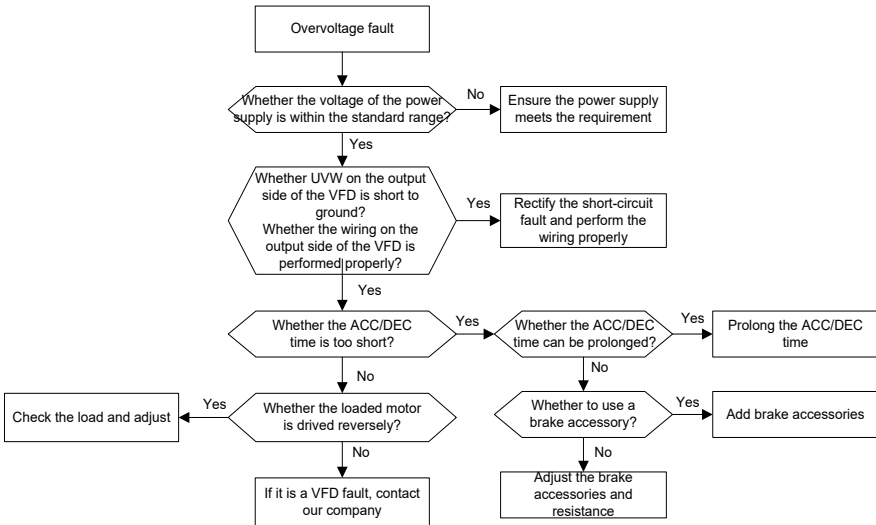 Overvoltage fault
Whether the voltage of the power
supply is within the standard range?
No
Ensure the power supply
meets the requirement
Yes
Whether UVW on the output
side of the VFD is short to
ground?
Whether the wiring on the
output side of the VFD is
performed properly?
Yes
Rectify the short-circuit
fault and perform the
wiring properly
Yes
Whether the ACC/DEC
time is too short?
Yes
Whether the ACC/DEC
time can be prolonged?
Yes
Prolong the ACC/DEC
time
No
No
Check the load and adjust
Yes
Whether the loaded motor
is drived reversely?
Whether to use a
brake accessory?
Yes
Add brake accessories
No
No
If it is a VFD fault, contact
our company
Adjust the brake
accessories and
resistance